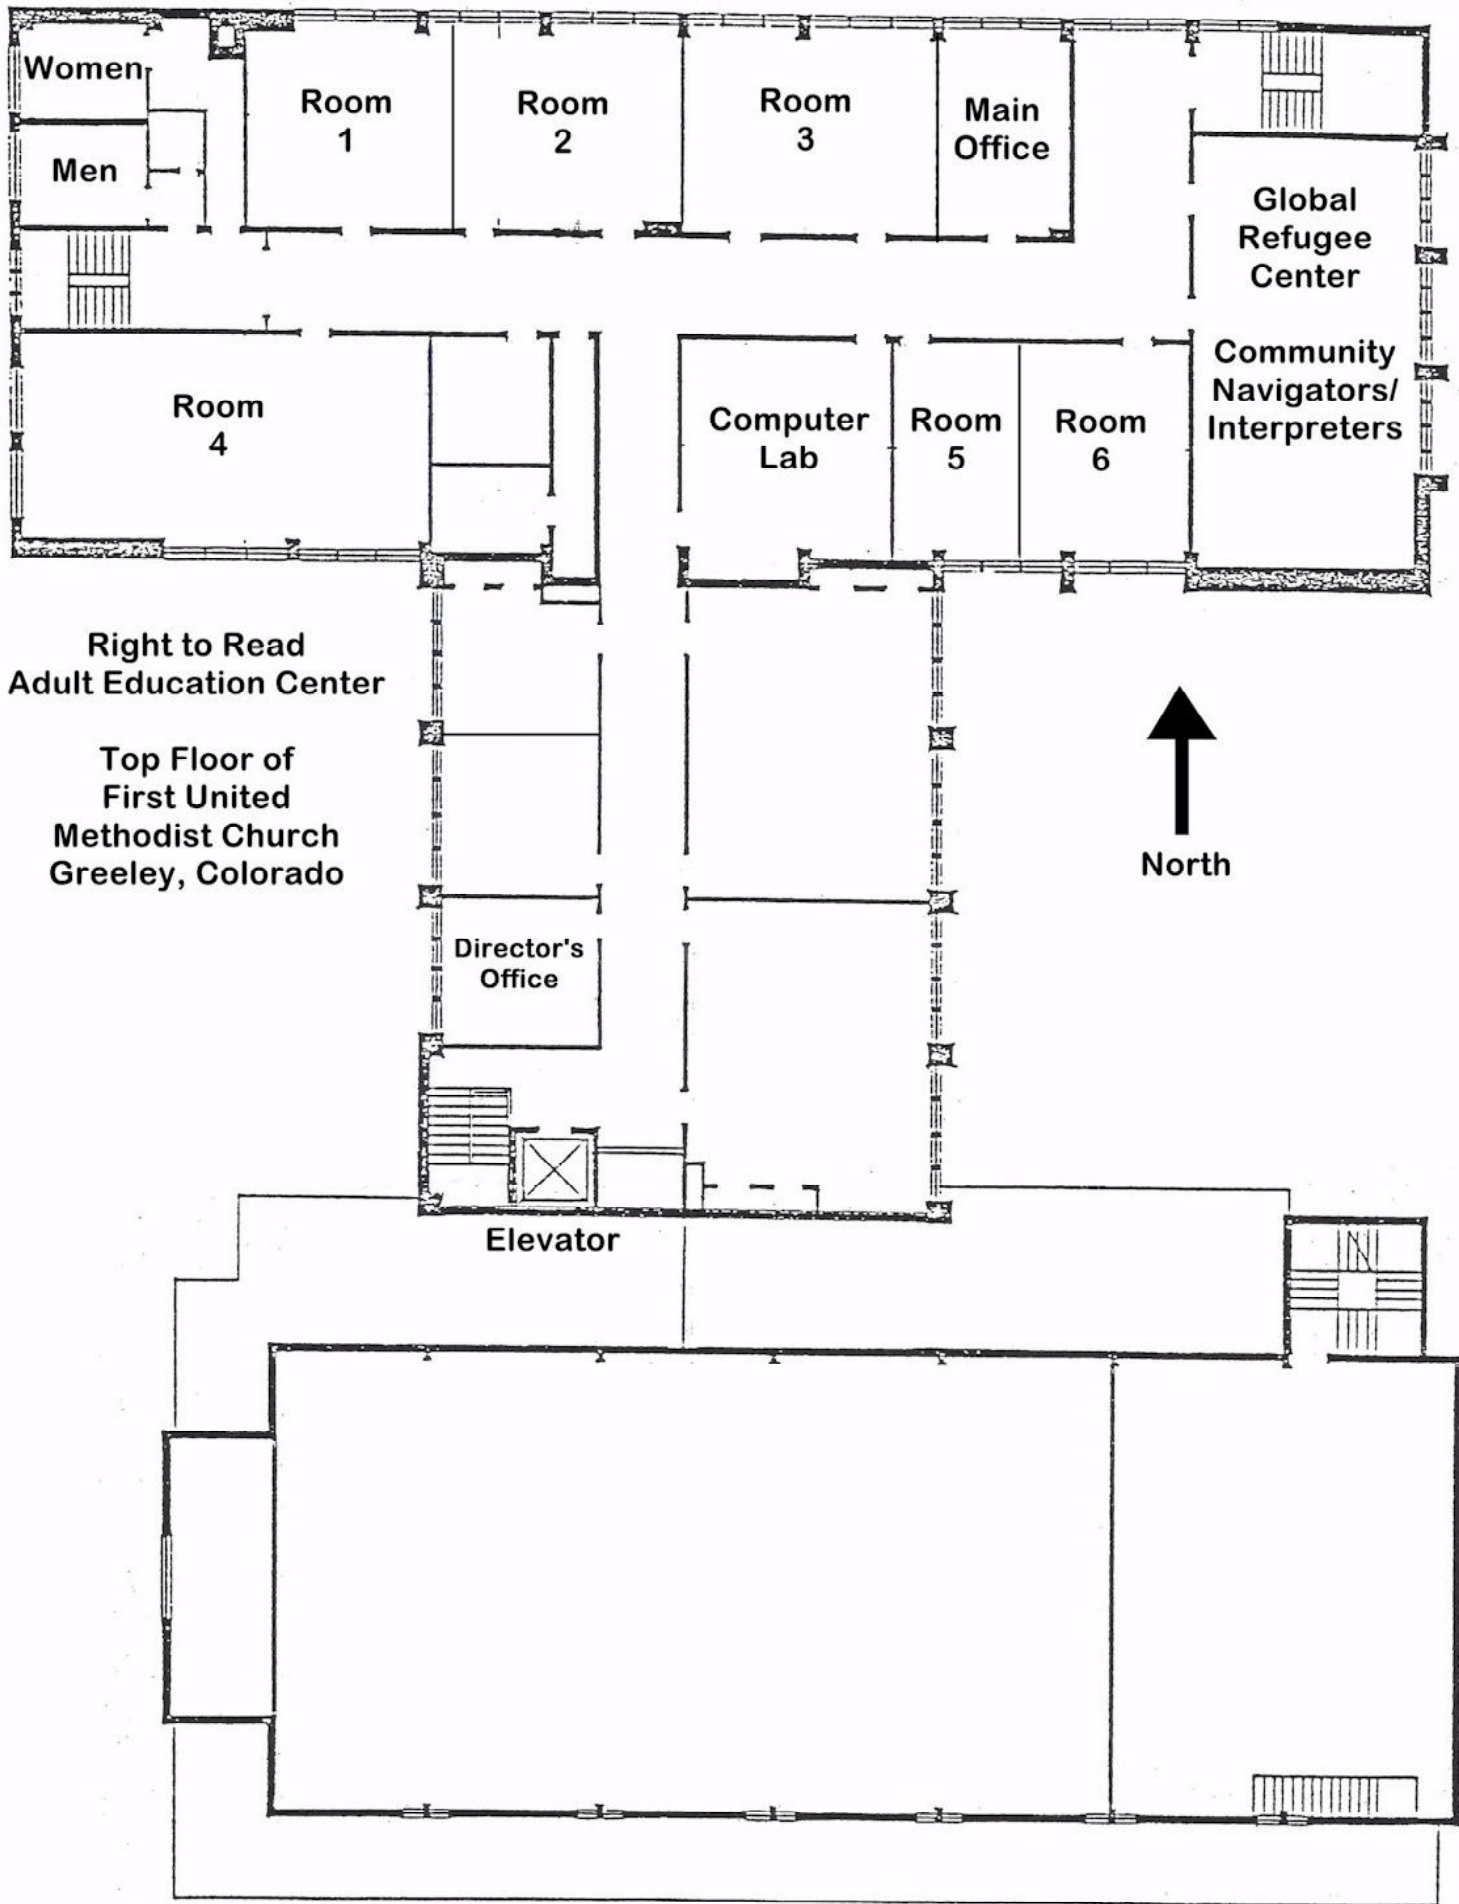 Women
Men
Room
1
Room
2
Room
3
Main
Office
Global
Refugee
Center
Community
Navigators/
Interpreters
Room
4
Computer
Lab
Room
5
Room
6
Right to Read
Adult Education Center
Top Floor of
First United
Methodist Church
Greeley, Colorado
North
Director's
Office
Elevator